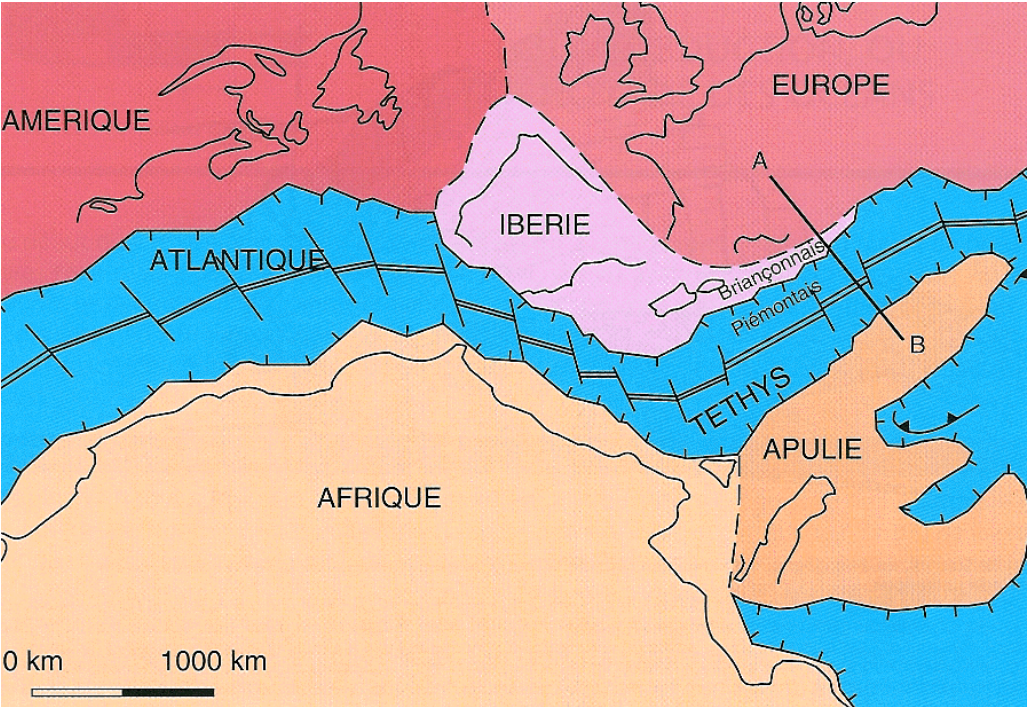 EUROPE
AMERIQUE
A
IBERIE
ATLANTIQUE
Briançonnais
Piémontais
B
TETHYS
APULIE
AFRIQUE
0 km 1000 km